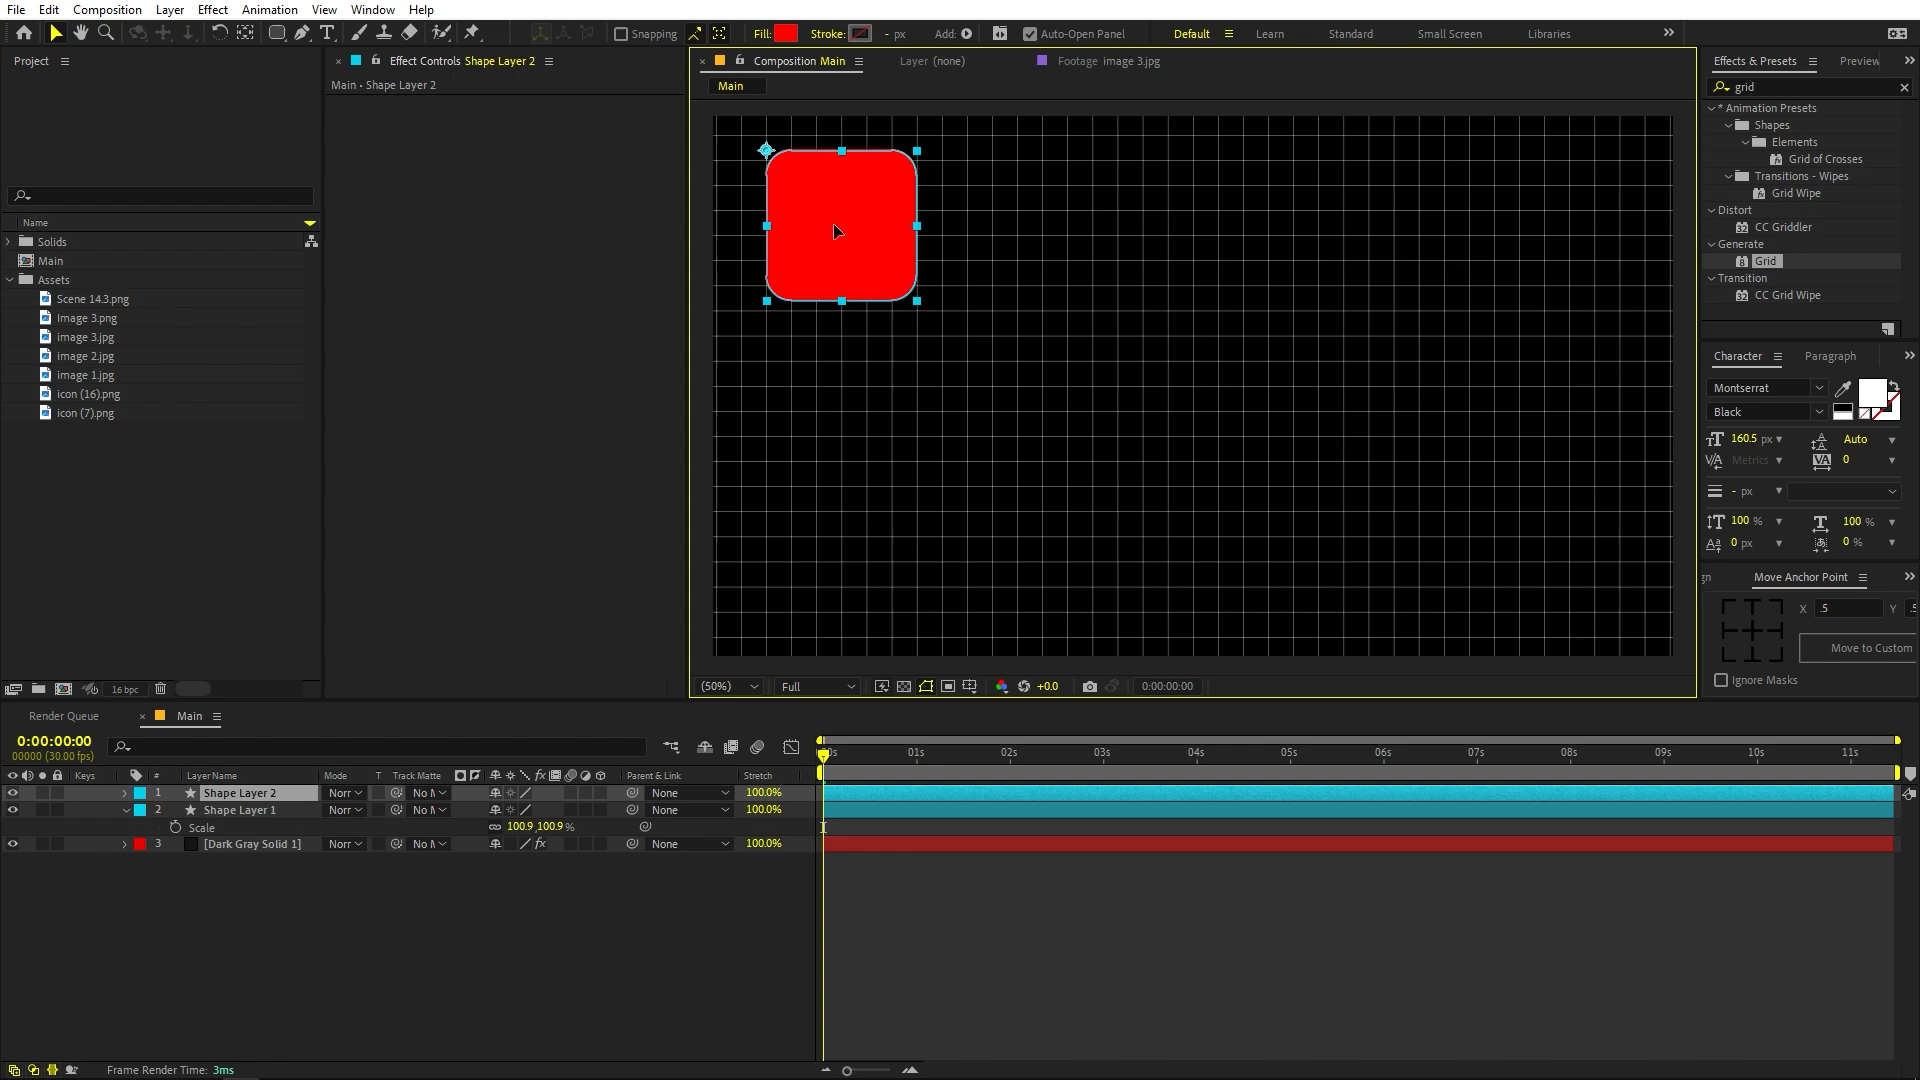 File Edit Composition Layer Effect Animation View Window Help
Snapping Fill: Stroke: - px Add: Auto-Open Panel Default Learn Standard Small Screen Libraries
Project
Name
Solids
Main
Assets
Scene 14.3.png
Image 3.png
image 3.jpg
image 2.jpg
image 1.jpg
icon (16).png
icon (7).png
16 bpc
Effect Controls Shape Layer 2
Main • Shape Layer 2
Composition Main Layer (none) Footage image 3.jpg
Main
(50%) Full +0.0 0:00:00:00
Effects & Presets Preview
grid
* Animation Presets
Shapes
Elements
Grid of Crosses
Transitions - Wipes
Grid Wipe
Distort
CC Griddler
Generate
Grid
Transition
CC Grid Wipe
Character Paragraph
Montserrat
Black
160.5 px Auto
Metrics 0
- px
100 % 100 %
0 px 0 %
gn Move Anchor Point
X .5 Y .5
Move to Custom
Ignore Masks
Render Queue Main
0:00:00:00
00000 (30.00 fps)
Keys # Layer Name Mode T Track Matte Parent & Link Stretch
0s 01s 02s 03s 04s 05s 06s 07s 08s 09s 10s 11s
1 Shape Layer 2 Norr No M None 100.0%
2 Shape Layer 1 Norr No M None 100.0%
Scale 100.9,100.9 %
3 [Dark Gray Solid 1] Norr No M None 100.0%
Frame Render Time: 3ms